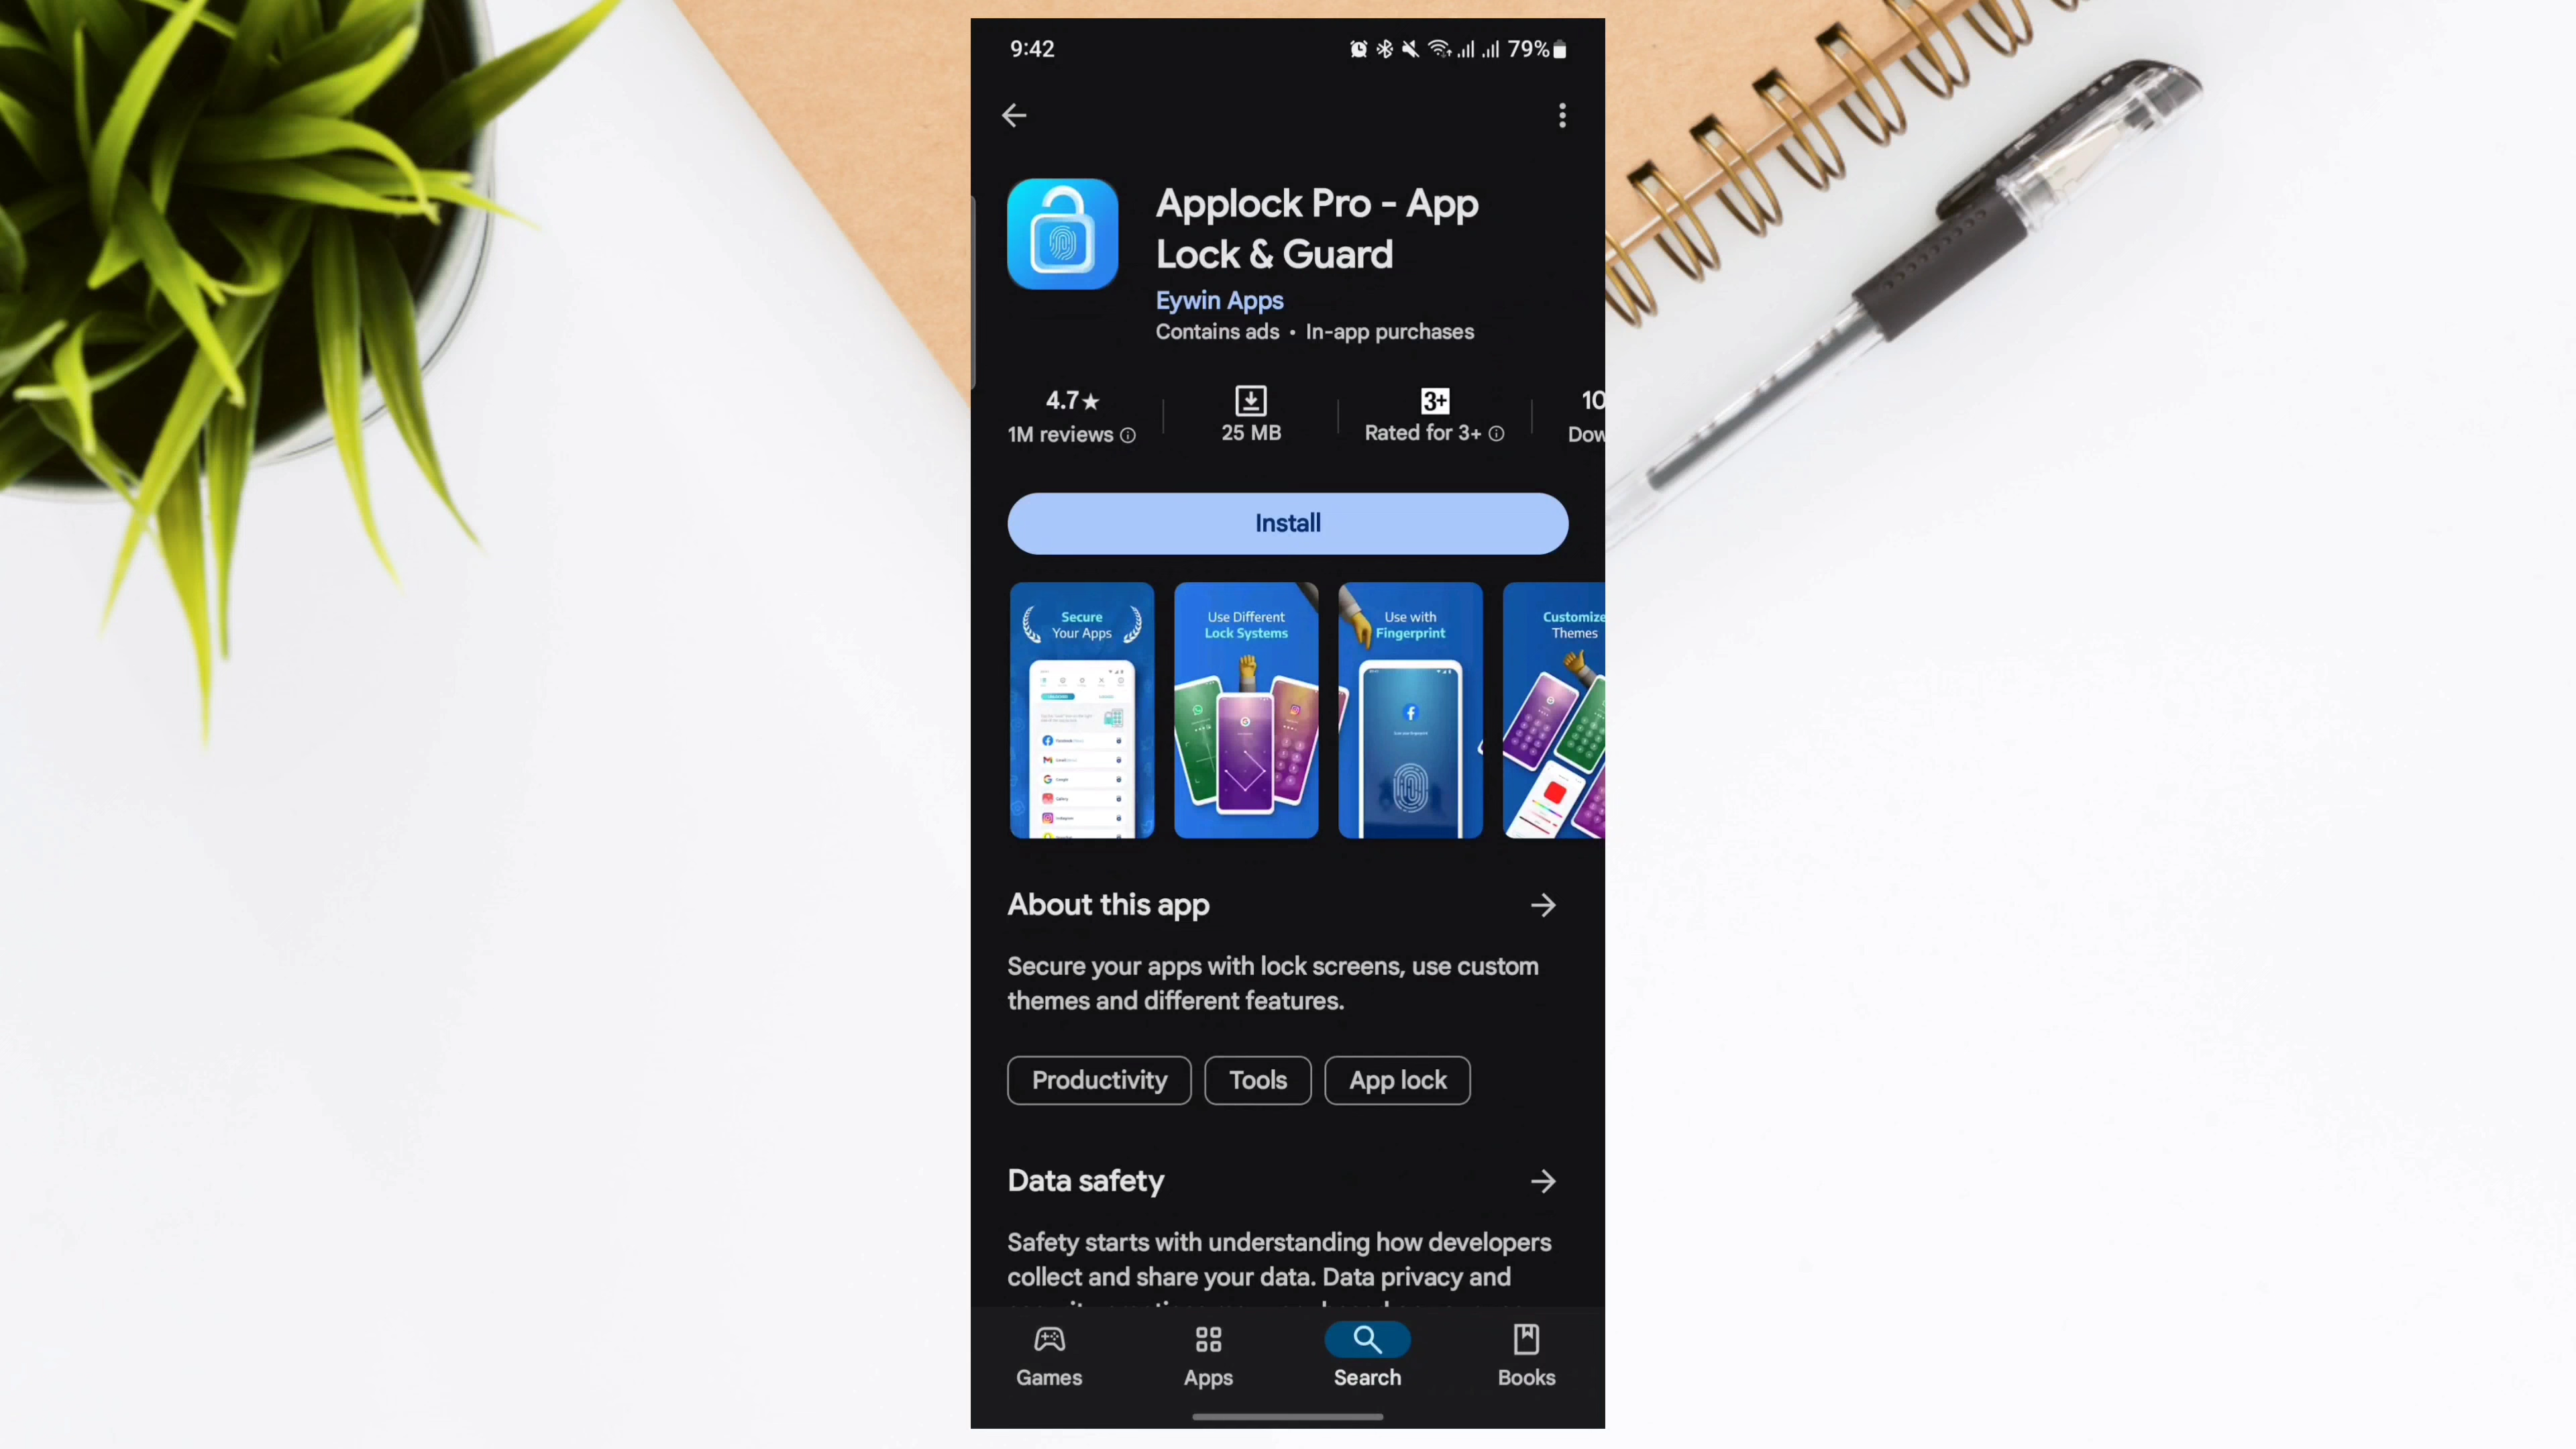 9:42
79%
Applock Pro - App
Lock & Guard
Eywin Apps
Contains ads • In-app purchases
4.7★
1M reviews
25 MB
3+
Rated for 3+
10
Dow
Install
Secure
Your Apps
Use Different
Lock Systems
Use with
Fingerprint
Customize
Themes
About this app
Secure your apps with lock screens, use custom
themes and different features.
Productivity
Tools
App lock
Data safety
Safety starts with understanding how developers
collect and share your data. Data privacy and
Games
Apps
Search
Books